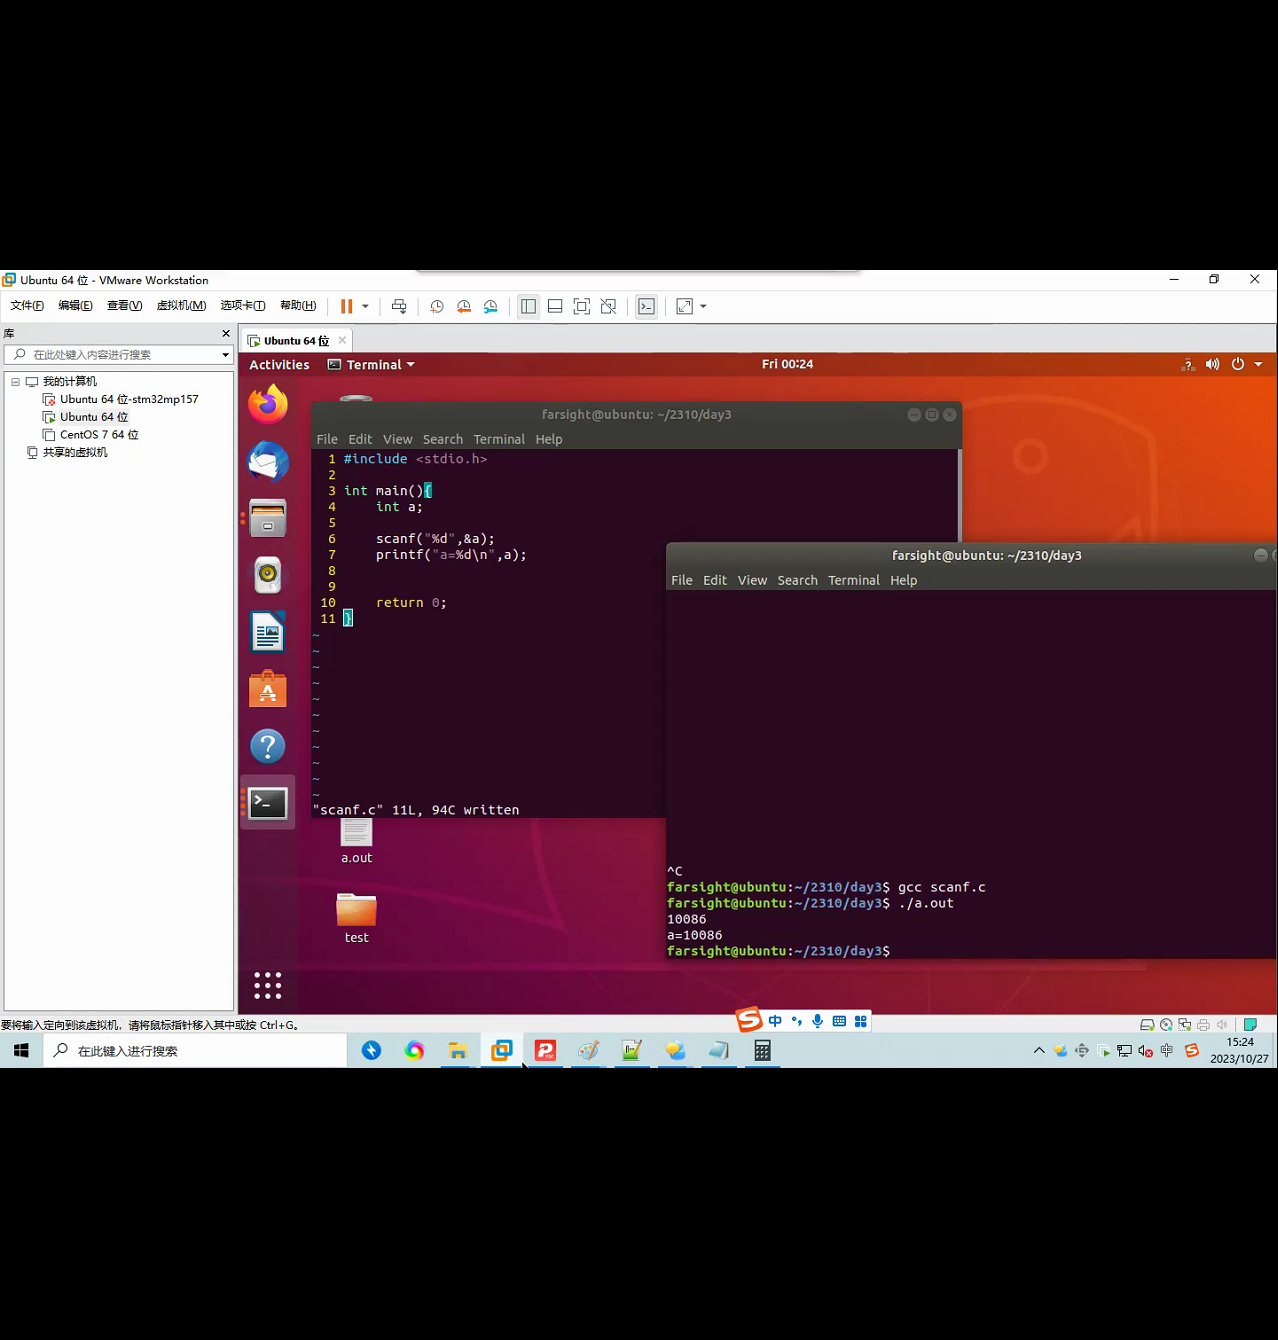 Ubuntu 64 位 - VMware Workstation
文件(F) 编辑(E) 查看(V) 虚拟机(M) 选项卡(T) 帮助(H)
库
在此处键入内容进行搜索
我的计算机
Ubuntu 64 位-stm32mp157
Ubuntu 64 位
CentOS 7 64 位
共享的虚拟机
Ubuntu 64 位
Activities Terminal Fri 00:24
farsight@ubuntu: ~/2310/day3
File Edit View Search Terminal Help
1 #include <stdio.h>
2
3 int main(){
4 int a;
5
6 scanf("%d",&a);
7 printf("a=%d\n",a);
8
9
10 return 0;
11 }
~
~
~
~
~
~
~
~
~
~
~
"scanf.c" 11L, 94C written
farsight@ubuntu: ~/2310/day3
File Edit View Search Terminal Help
^C
farsight@ubuntu:~/2310/day3$ gcc scanf.c
farsight@ubuntu:~/2310/day3$ ./a.out
10086
a=10086
farsight@ubuntu:~/2310/day3$
a.out
test
要将输入定向到该虚拟机，请将鼠标指针移入其中或按 Ctrl+G。
中
在此键入进行搜索
中
15:24
2023/10/27